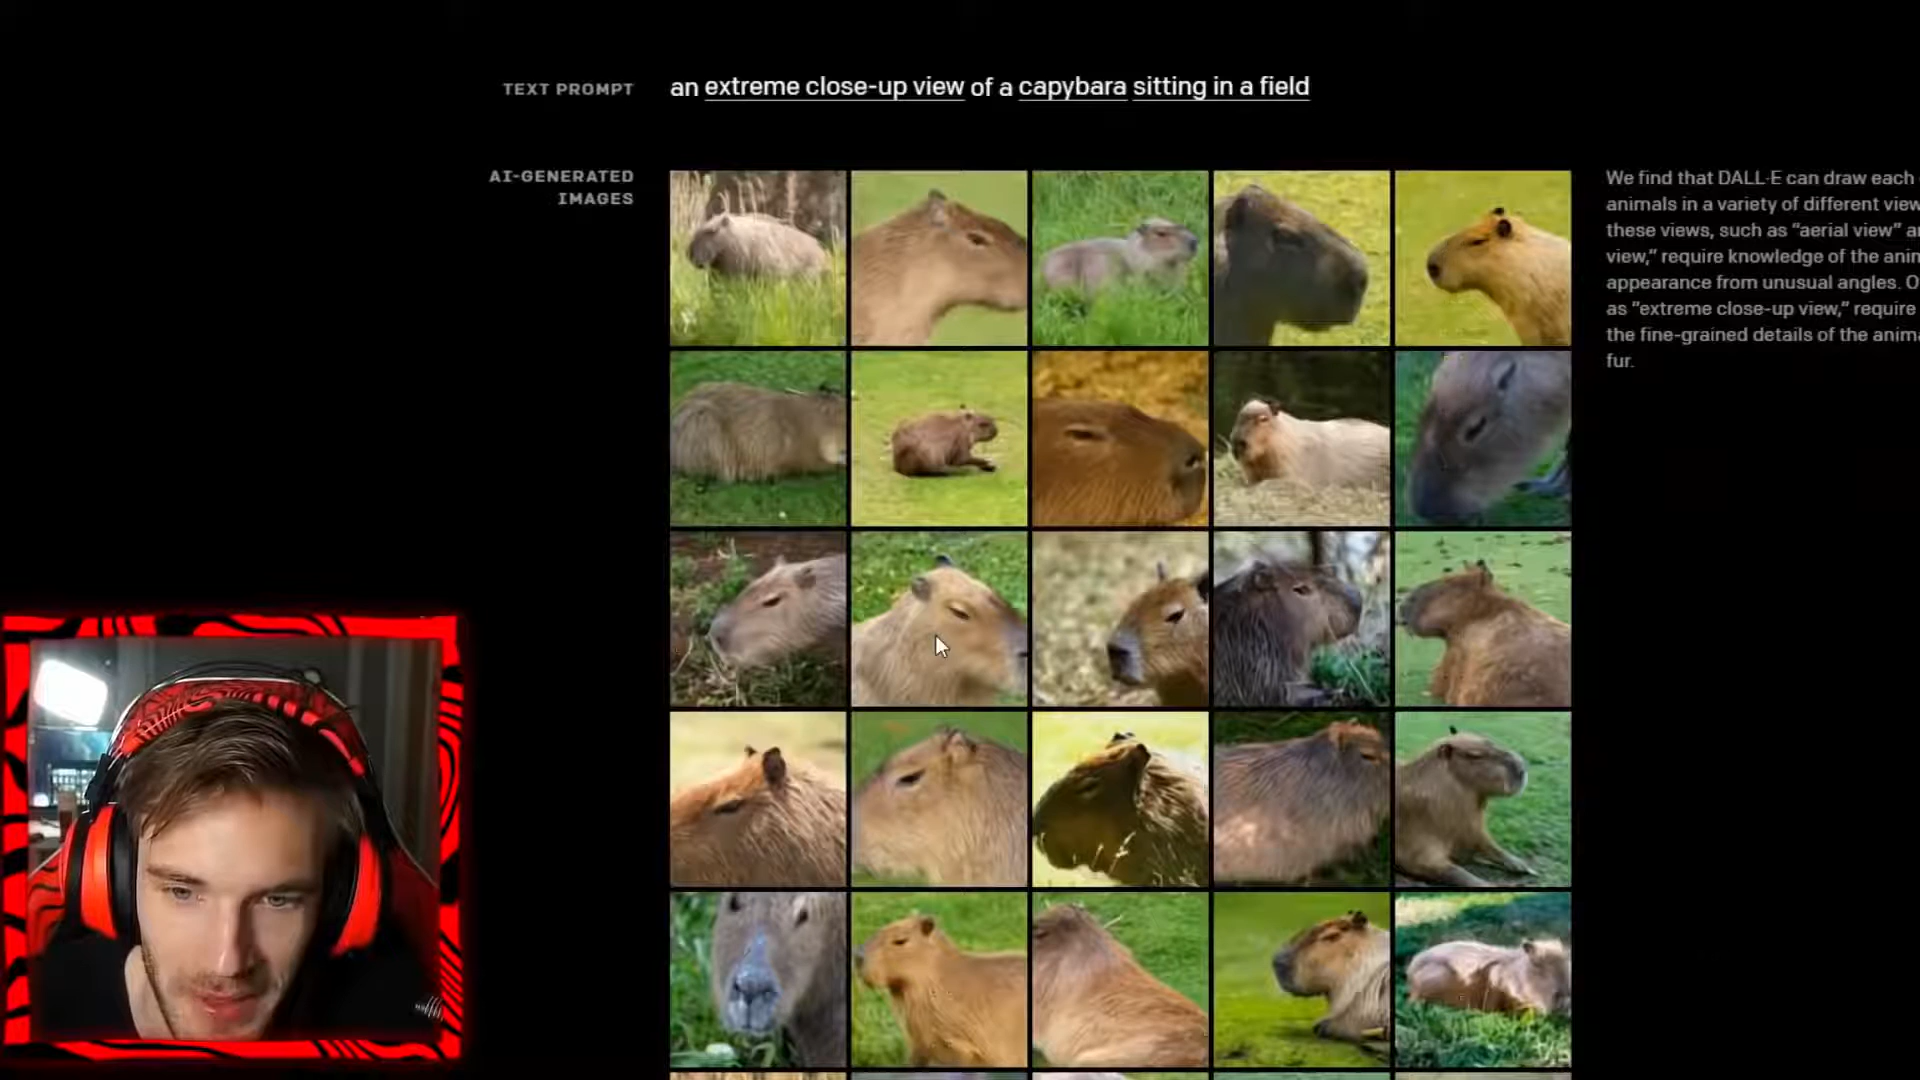 TEXT PROMPT
an extreme close-up view of a capybara sitting in a field
AI-GENERATED
IMAGES
We find that DALL·E can draw each
animals in a variety of different view
these views, such as “aerial view”
view,” require knowledge of the
appearance from unusual angles.
as “extreme close-up view,” require
the fine-grained details of the
fur.